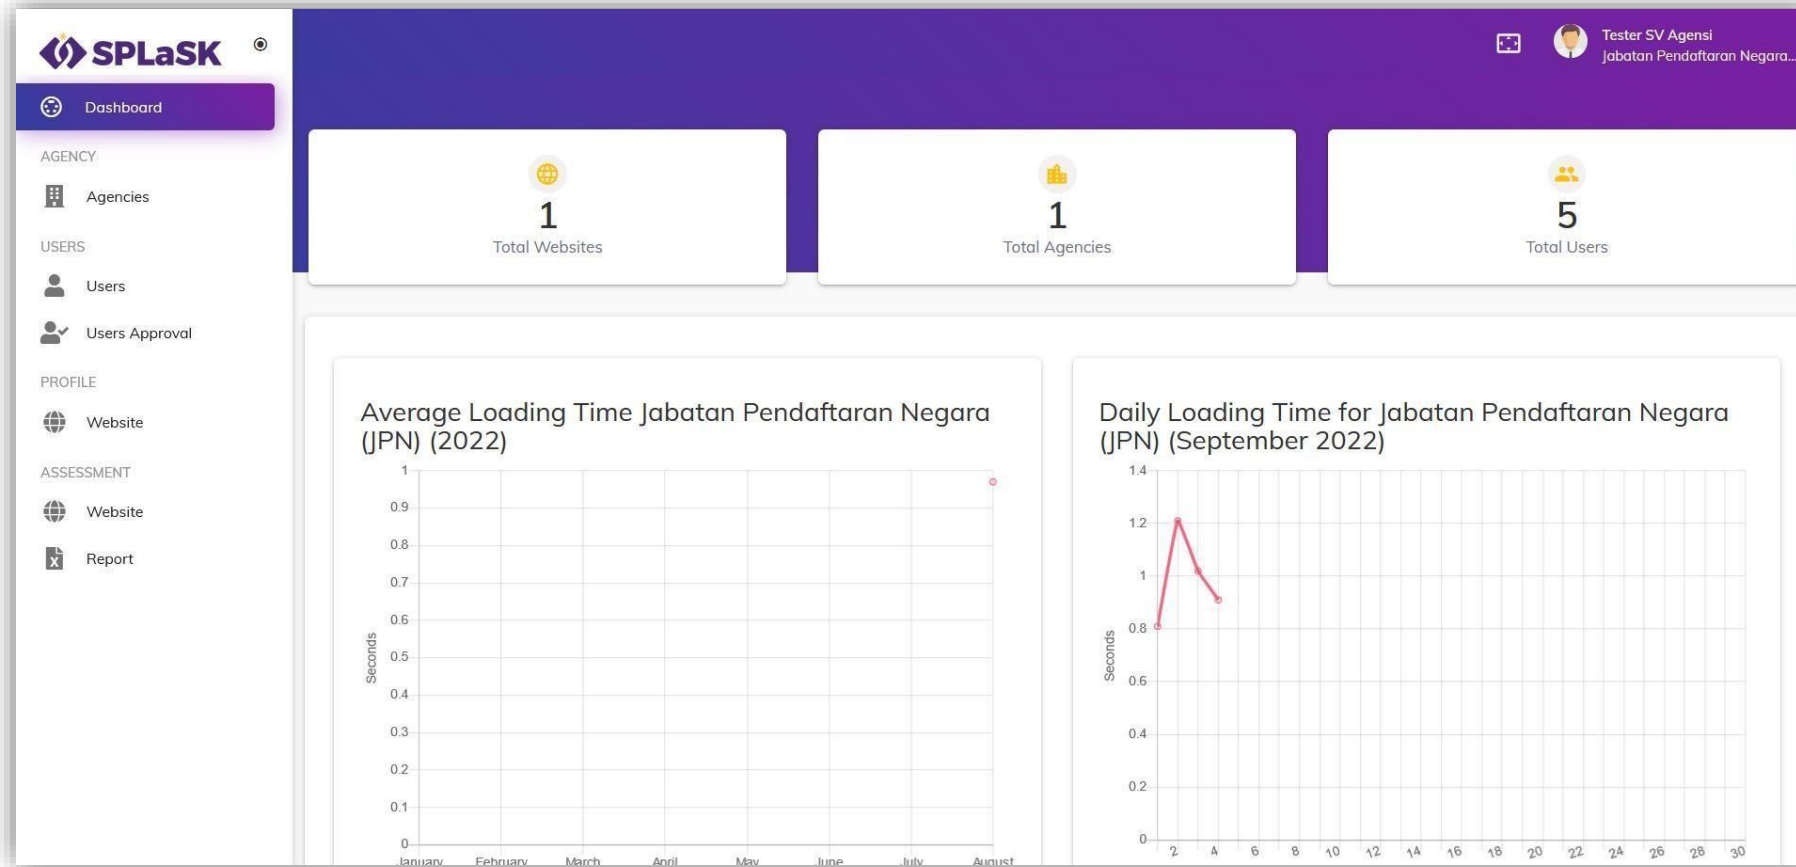 SPLaSK
Tester SV Agensi
Jabatan Pendaftaran Negara...
Dashboard
AGENCY
Agencies
USERS
Users
Users Approval
PROFILE
Website
ASSESSMENT
Website
Report
1
Total Websites
1
Total Agencies
5
Total Users
Average Loading Time Jabatan Pendaftaran Negara
(JPN) (2022)
1
0.9
0.8
0.7
0.6
0.5
0.4
0.3
0.2
0.1
0
Seconds
January February March April May June July August
Daily Loading Time for Jabatan Pendaftaran Negara
(JPN) (September 2022)
1.4
1.2
1
0.8
0.6
0.4
0.2
0
Seconds
2 4 6 8 10 12 14 16 18 20 22 24 26 28 30